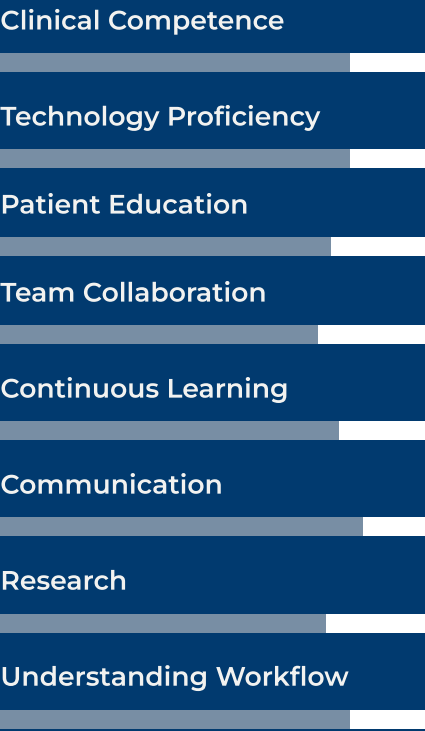 Clinical Competence
Technology Proficiency
Patient Education
Team Collaboration
Continuous Learning
Communication
Research
Understanding Workflow